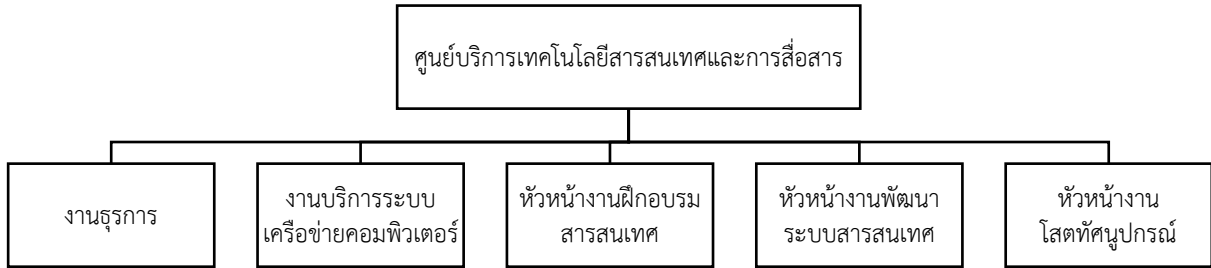 ศูนย์บริการเทคโนโลยีสารสนเทศและการสื่อสาร
งานธุรการ
งานบริการระบบ
เครือข่ายคอมพิวเตอร์
หัวหน้างานฝึกอบรม
สารสนเทศ
หัวหน้างานพัฒนา
ระบบสารสนเทศ
หัวหน้างาน
โสตทัศนูปกรณ์